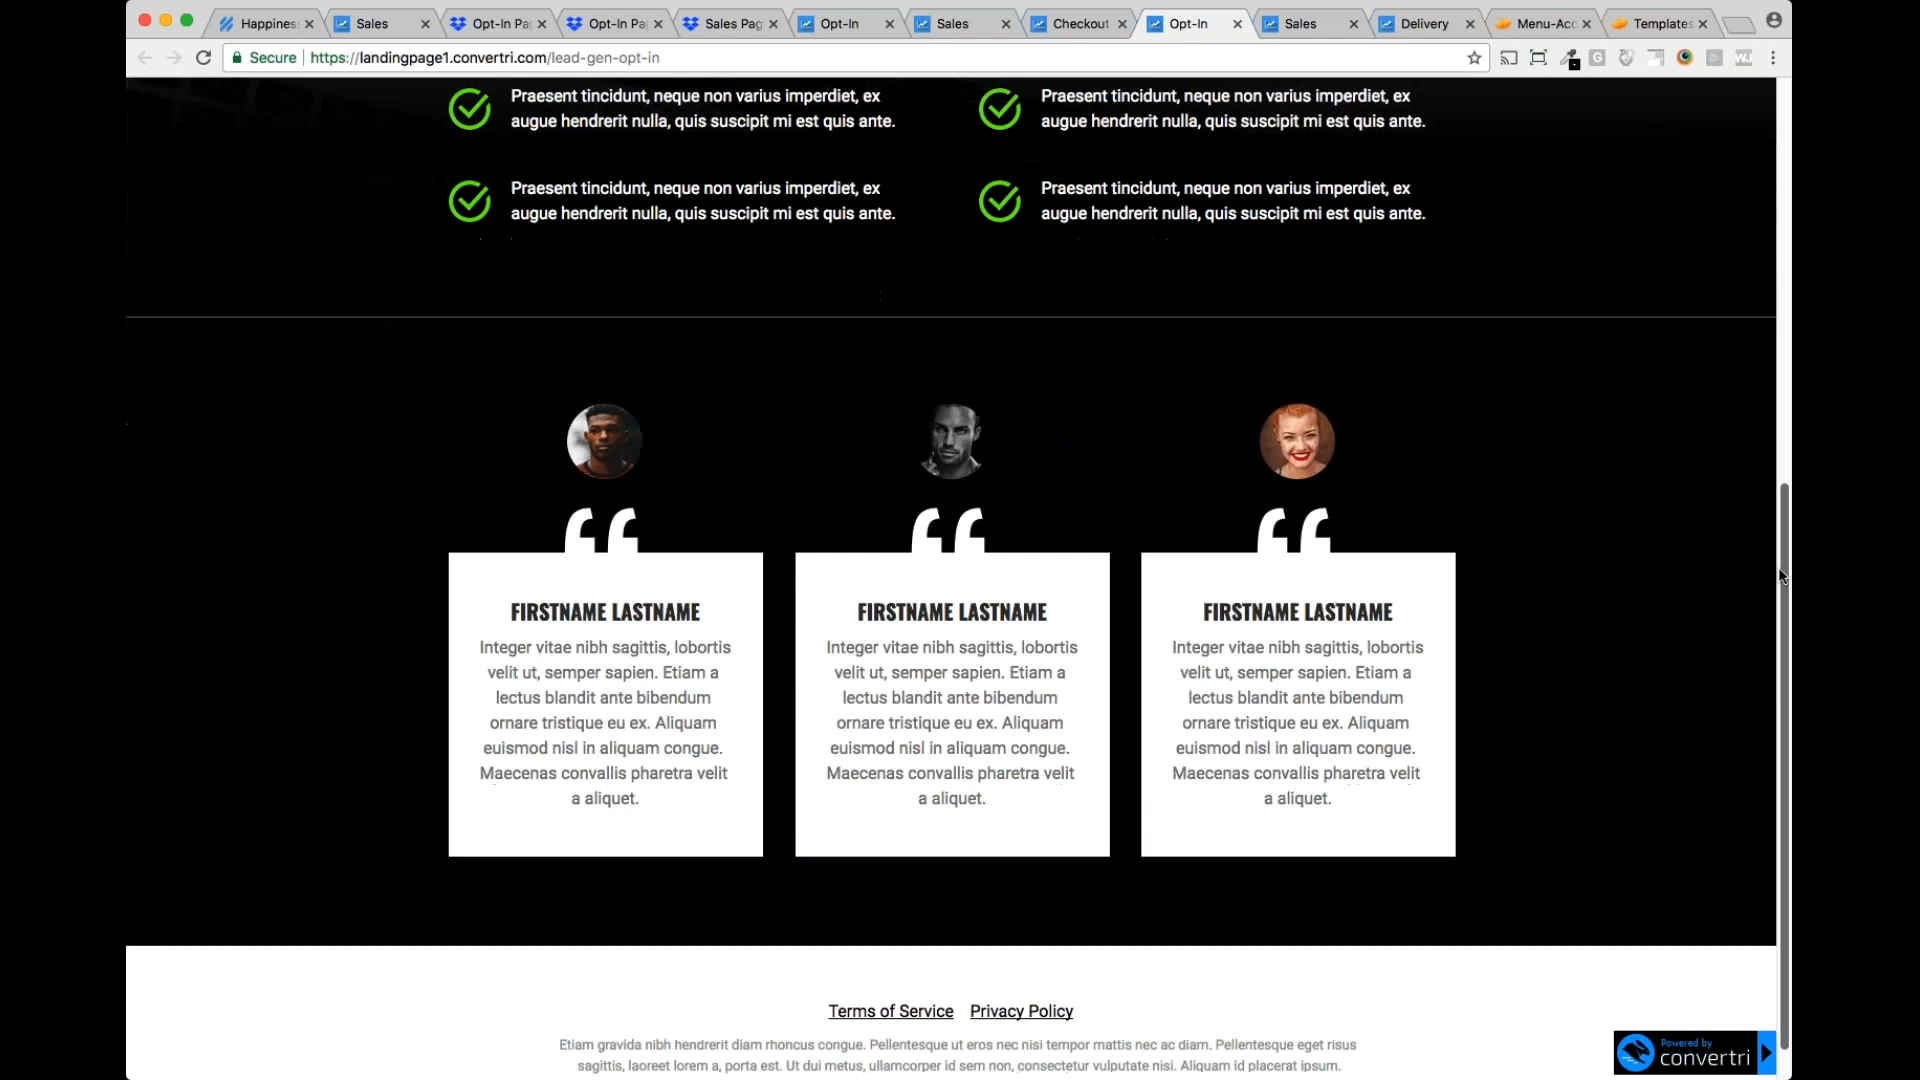 Happines
Sales
Opt-In Pa
Opt-In Pa
Sales Pag
Opt-In
Sales
Checkout
Opt-In
Sales
Delivery
Menu-Acc
Templates
Secure
https://landingpage1.convertri.com/lead-gen-opt-in
Praesent tincidunt, neque non varius imperdiet, ex
augue hendrerit nulla, quis suscipit mi est quis ante.
Praesent tincidunt, neque non varius imperdiet, ex
augue hendrerit nulla, quis suscipit mi est quis ante.
Praesent tincidunt, neque non varius imperdiet, ex
augue hendrerit nulla, quis suscipit mi est quis ante.
Praesent tincidunt, neque non varius imperdiet, ex
augue hendrerit nulla, quis suscipit mi est quis ante.
FIRSTNAME LASTNAME
Integer vitae nibh sagittis, lobortis
velit ut, semper sapien. Etiam a
lectus blandit ante bibendum
ornare tristique eu ex. Aliquam
euismod nisl in aliquam congue.
Maecenas convallis pharetra velit
a aliquet.
FIRSTNAME LASTNAME
Integer vitae nibh sagittis, lobortis
velit ut, semper sapien. Etiam a
lectus blandit ante bibendum
ornare tristique eu ex. Aliquam
euismod nisl in aliquam congue.
Maecenas convallis pharetra velit
a aliquet.
FIRSTNAME LASTNAME
Integer vitae nibh sagittis, lobortis
velit ut, semper sapien. Etiam a
lectus blandit ante bibendum
ornare tristique eu ex. Aliquam
euismod nisl in aliquam congue.
Maecenas convallis pharetra velit
a aliquet.
Terms of Service Privacy Policy
Etiam gravida nibh hendrerit diam rhoncus congue. Pellentesque ut eros nec nisi tempor mattis nec ac diam. Pellentesque eget risus
sagittis, laoreet lorem a, porta est. Ut dui metus, ullamcorper id sem non, consectetur vulputate nisi. Aliquam id placerat ipsum.
Powered by
convertri